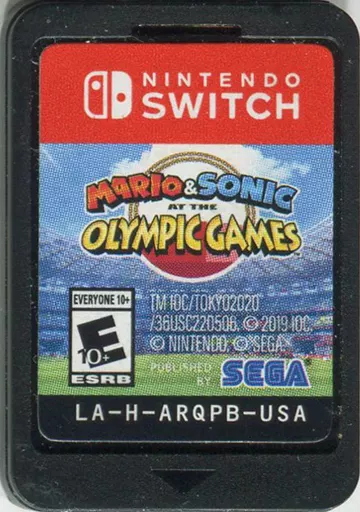 NINTENDO
SWITCH
MARIO & SONIC
AT THE
OLYMPIC GAMES
TM
EVERYONE 10+
E
10+
ESRB
TM IOC/TOKYO2020
/36USC220506. © 2019 IOC.
© NINTENDO. © SEGA.
PUBLISHED
BY
SEGA
LA-H-ARQPB-USA